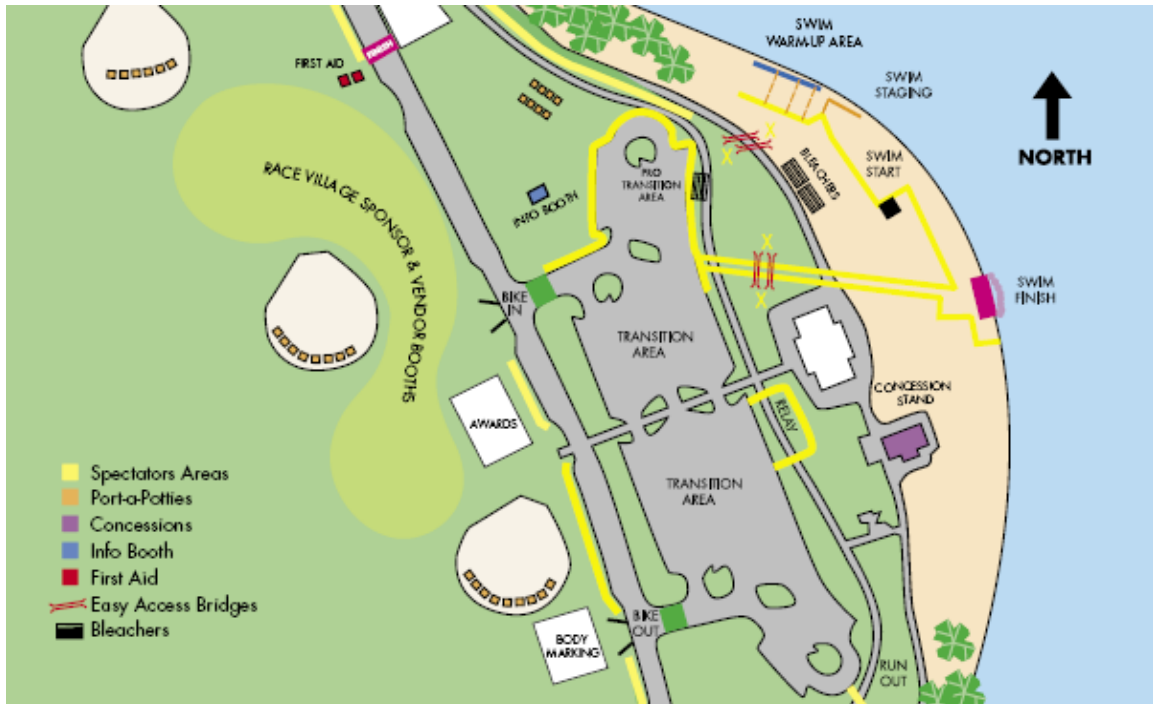 SWIM
WARM-UP AREA
SWIM
STAGING
NORTH
FINISH
FIRST AID
BLEACHERS
SWIM
START
PRO
TRANSITION
AREA
INFO BOOTH
RACE VILLAGE SPONSOR & VENDOR BOOTHS
SWIM
FINISH
BIKE
IN
TRANSITION
AREA
CONCESSION
STAND
RELAY
AWARDS
TRANSITION
AREA
Spectators Areas
Port-a-Potties
Concessions
Info Booth
First Aid
Easy Access Bridges
Bleachers
BIKE
OUT
BODY
MARKING
RUN
OUT